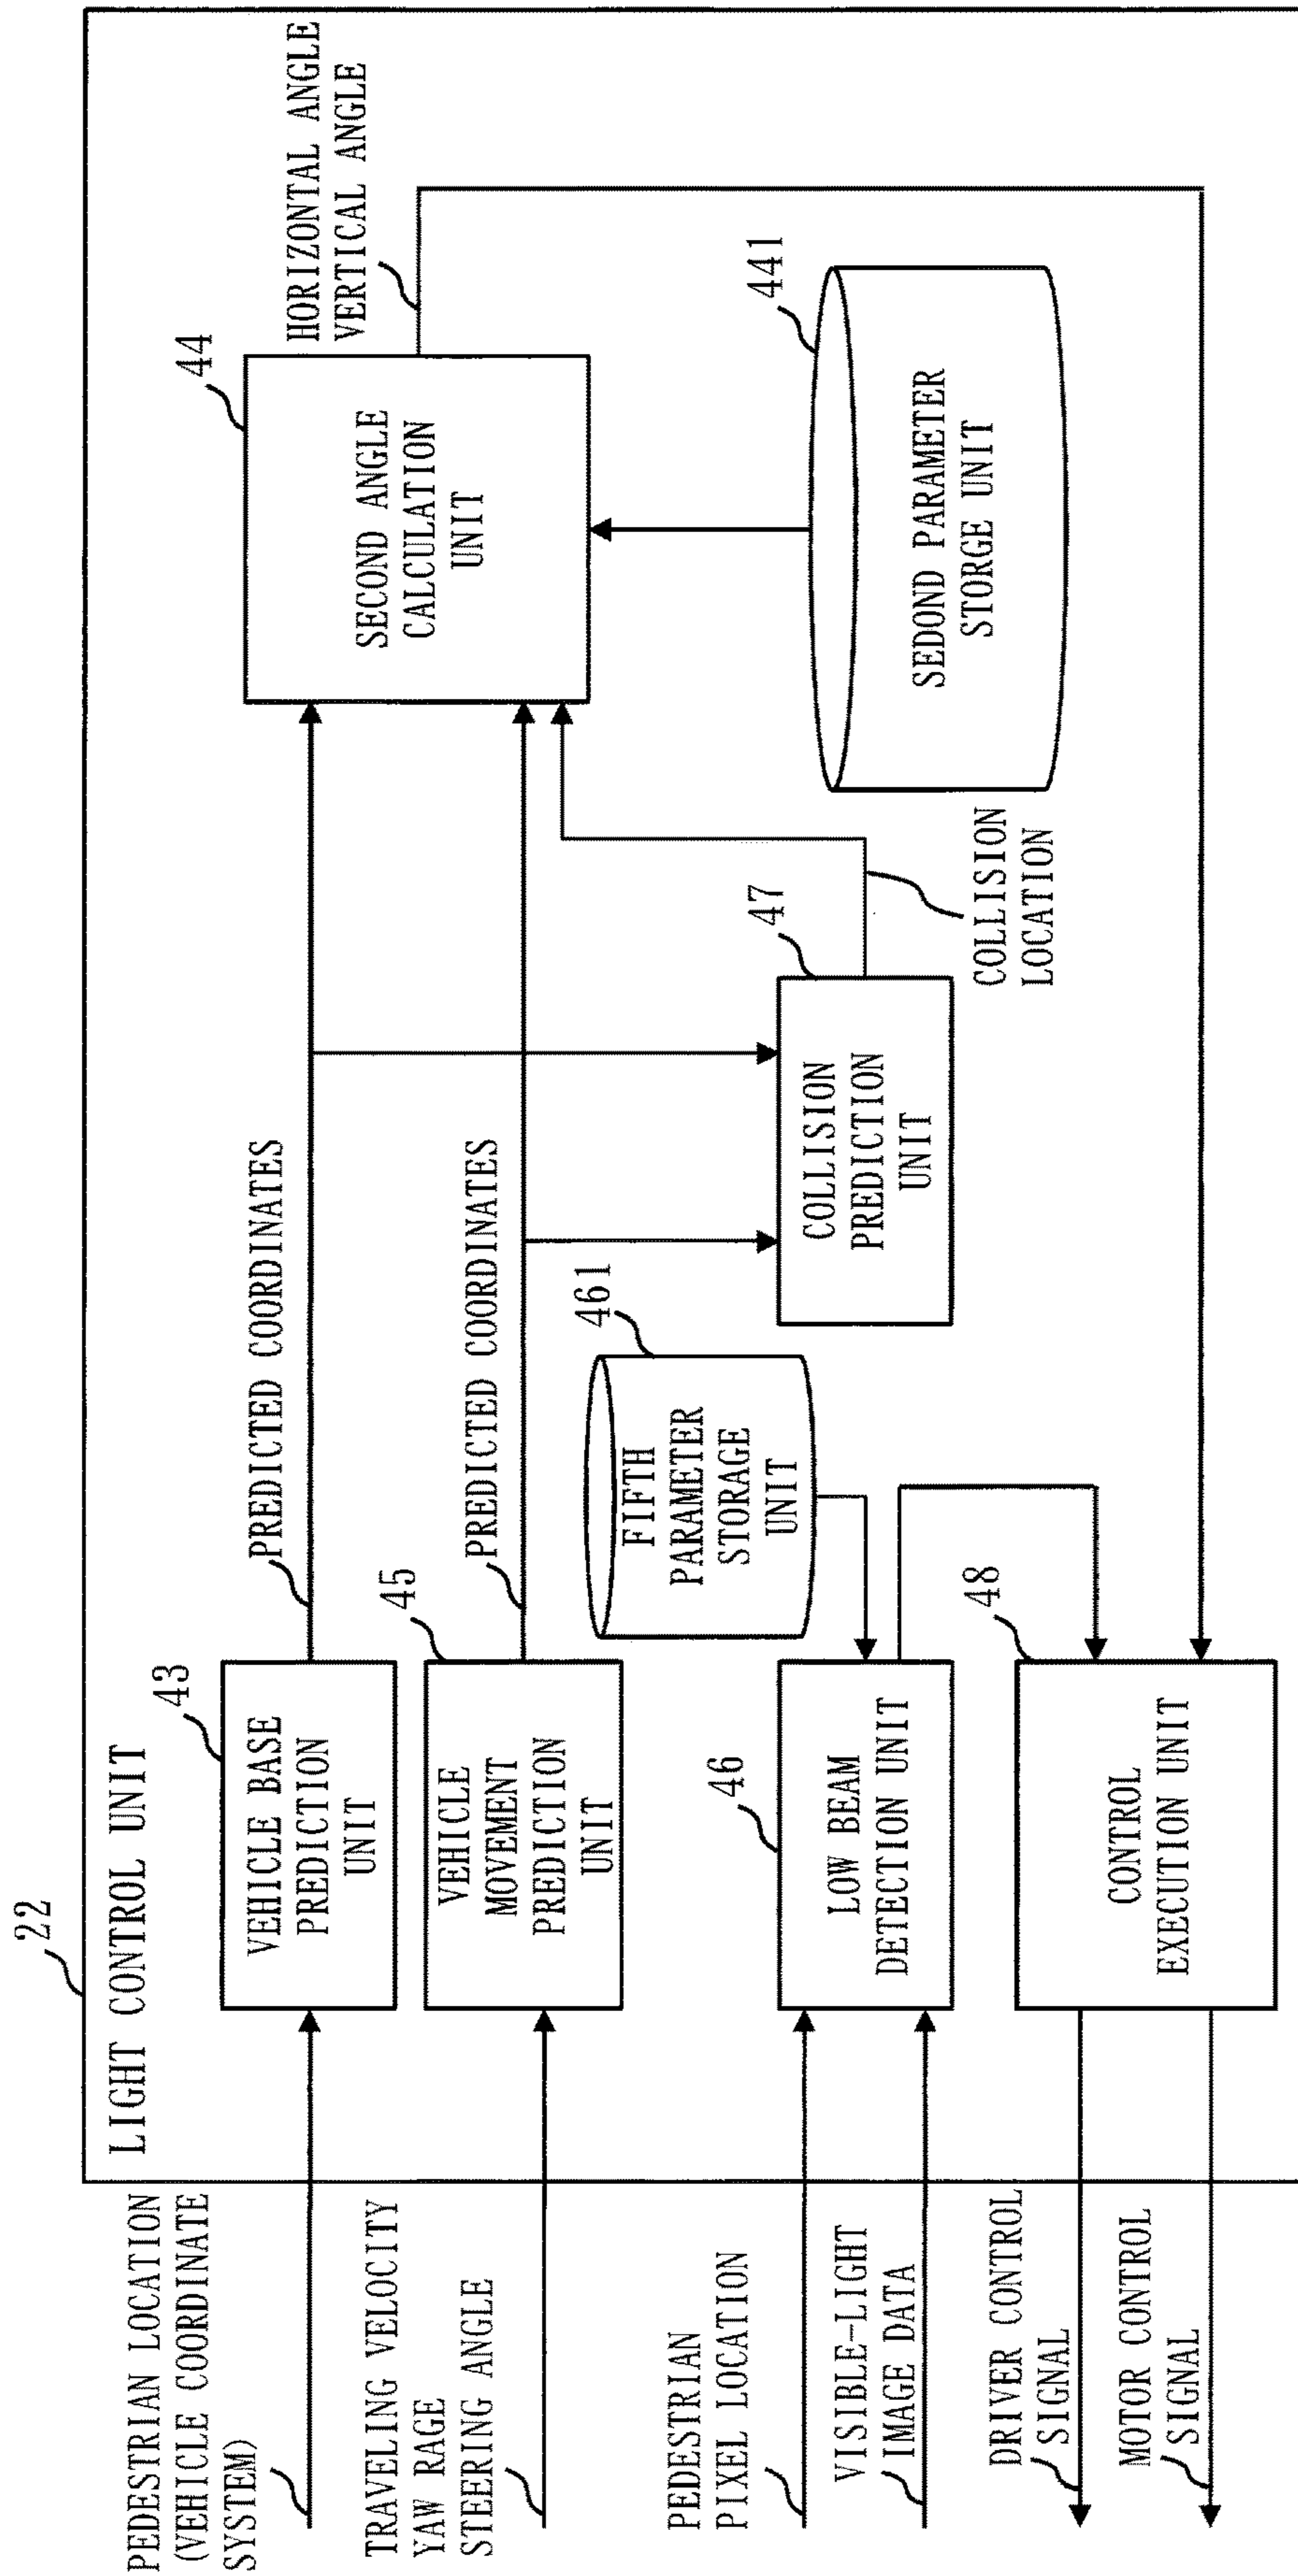 22
LIGHT CONTROL UNIT
PEDESTRIAN LOCATION
(VEHICLE COORDINATE
SYSTEM)
43
VEHICLE BASE
PREDICTION
UNIT
PREDICTED COORDINATES
44
SECOND ANGLE
CALCULATION
UNIT
HORIZONTAL ANGLE
VERTICAL ANGLE
TRAVELING VELOCITY
YAW RAGE
STEERING ANGLE
45
VEHICLE
MOVEMENT
PREDICTION
UNIT
PREDICTED COORDINATES
461
FIFTH
PARAMETER
STORAGE
UNIT
47
COLLISION
PREDICTION
UNIT
COLLISION
LOCATION
441
SEDOND PARAMETER
STORGE UNIT
PEDESTRIAN
PIXEL LOCATION
VISIBLE-LIGHT
IMAGE DATA
46
LOW BEAM
DETECTION UNIT
48
CONTROL
EXECUTION UNIT
DRIVER CONTROL
SIGNAL
MOTOR CONTROL
SIGNAL